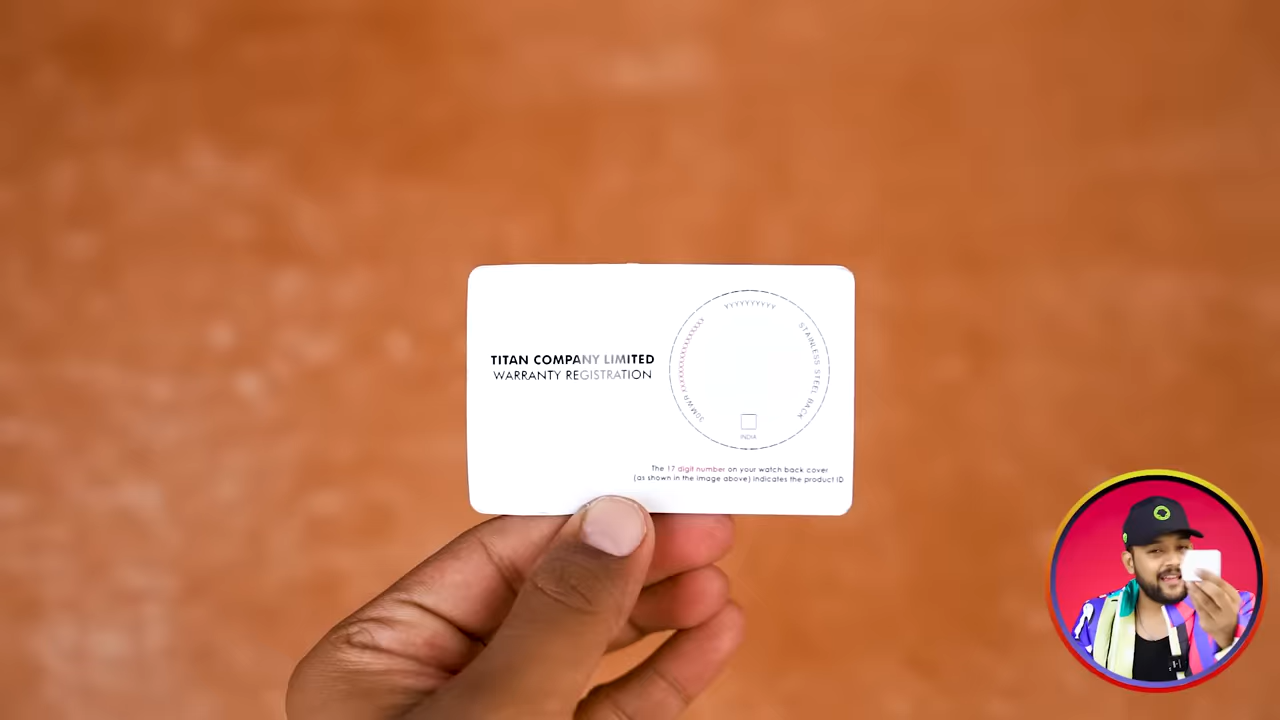 TITAN COMPANY LIMITED
WARRANTY REGISTRATION
YYYYYYYYYY
STAINLESS STEEL BACK
INDIA
The 17 digit number on your watch back cover
(as shown in the image above) indicates the product ID